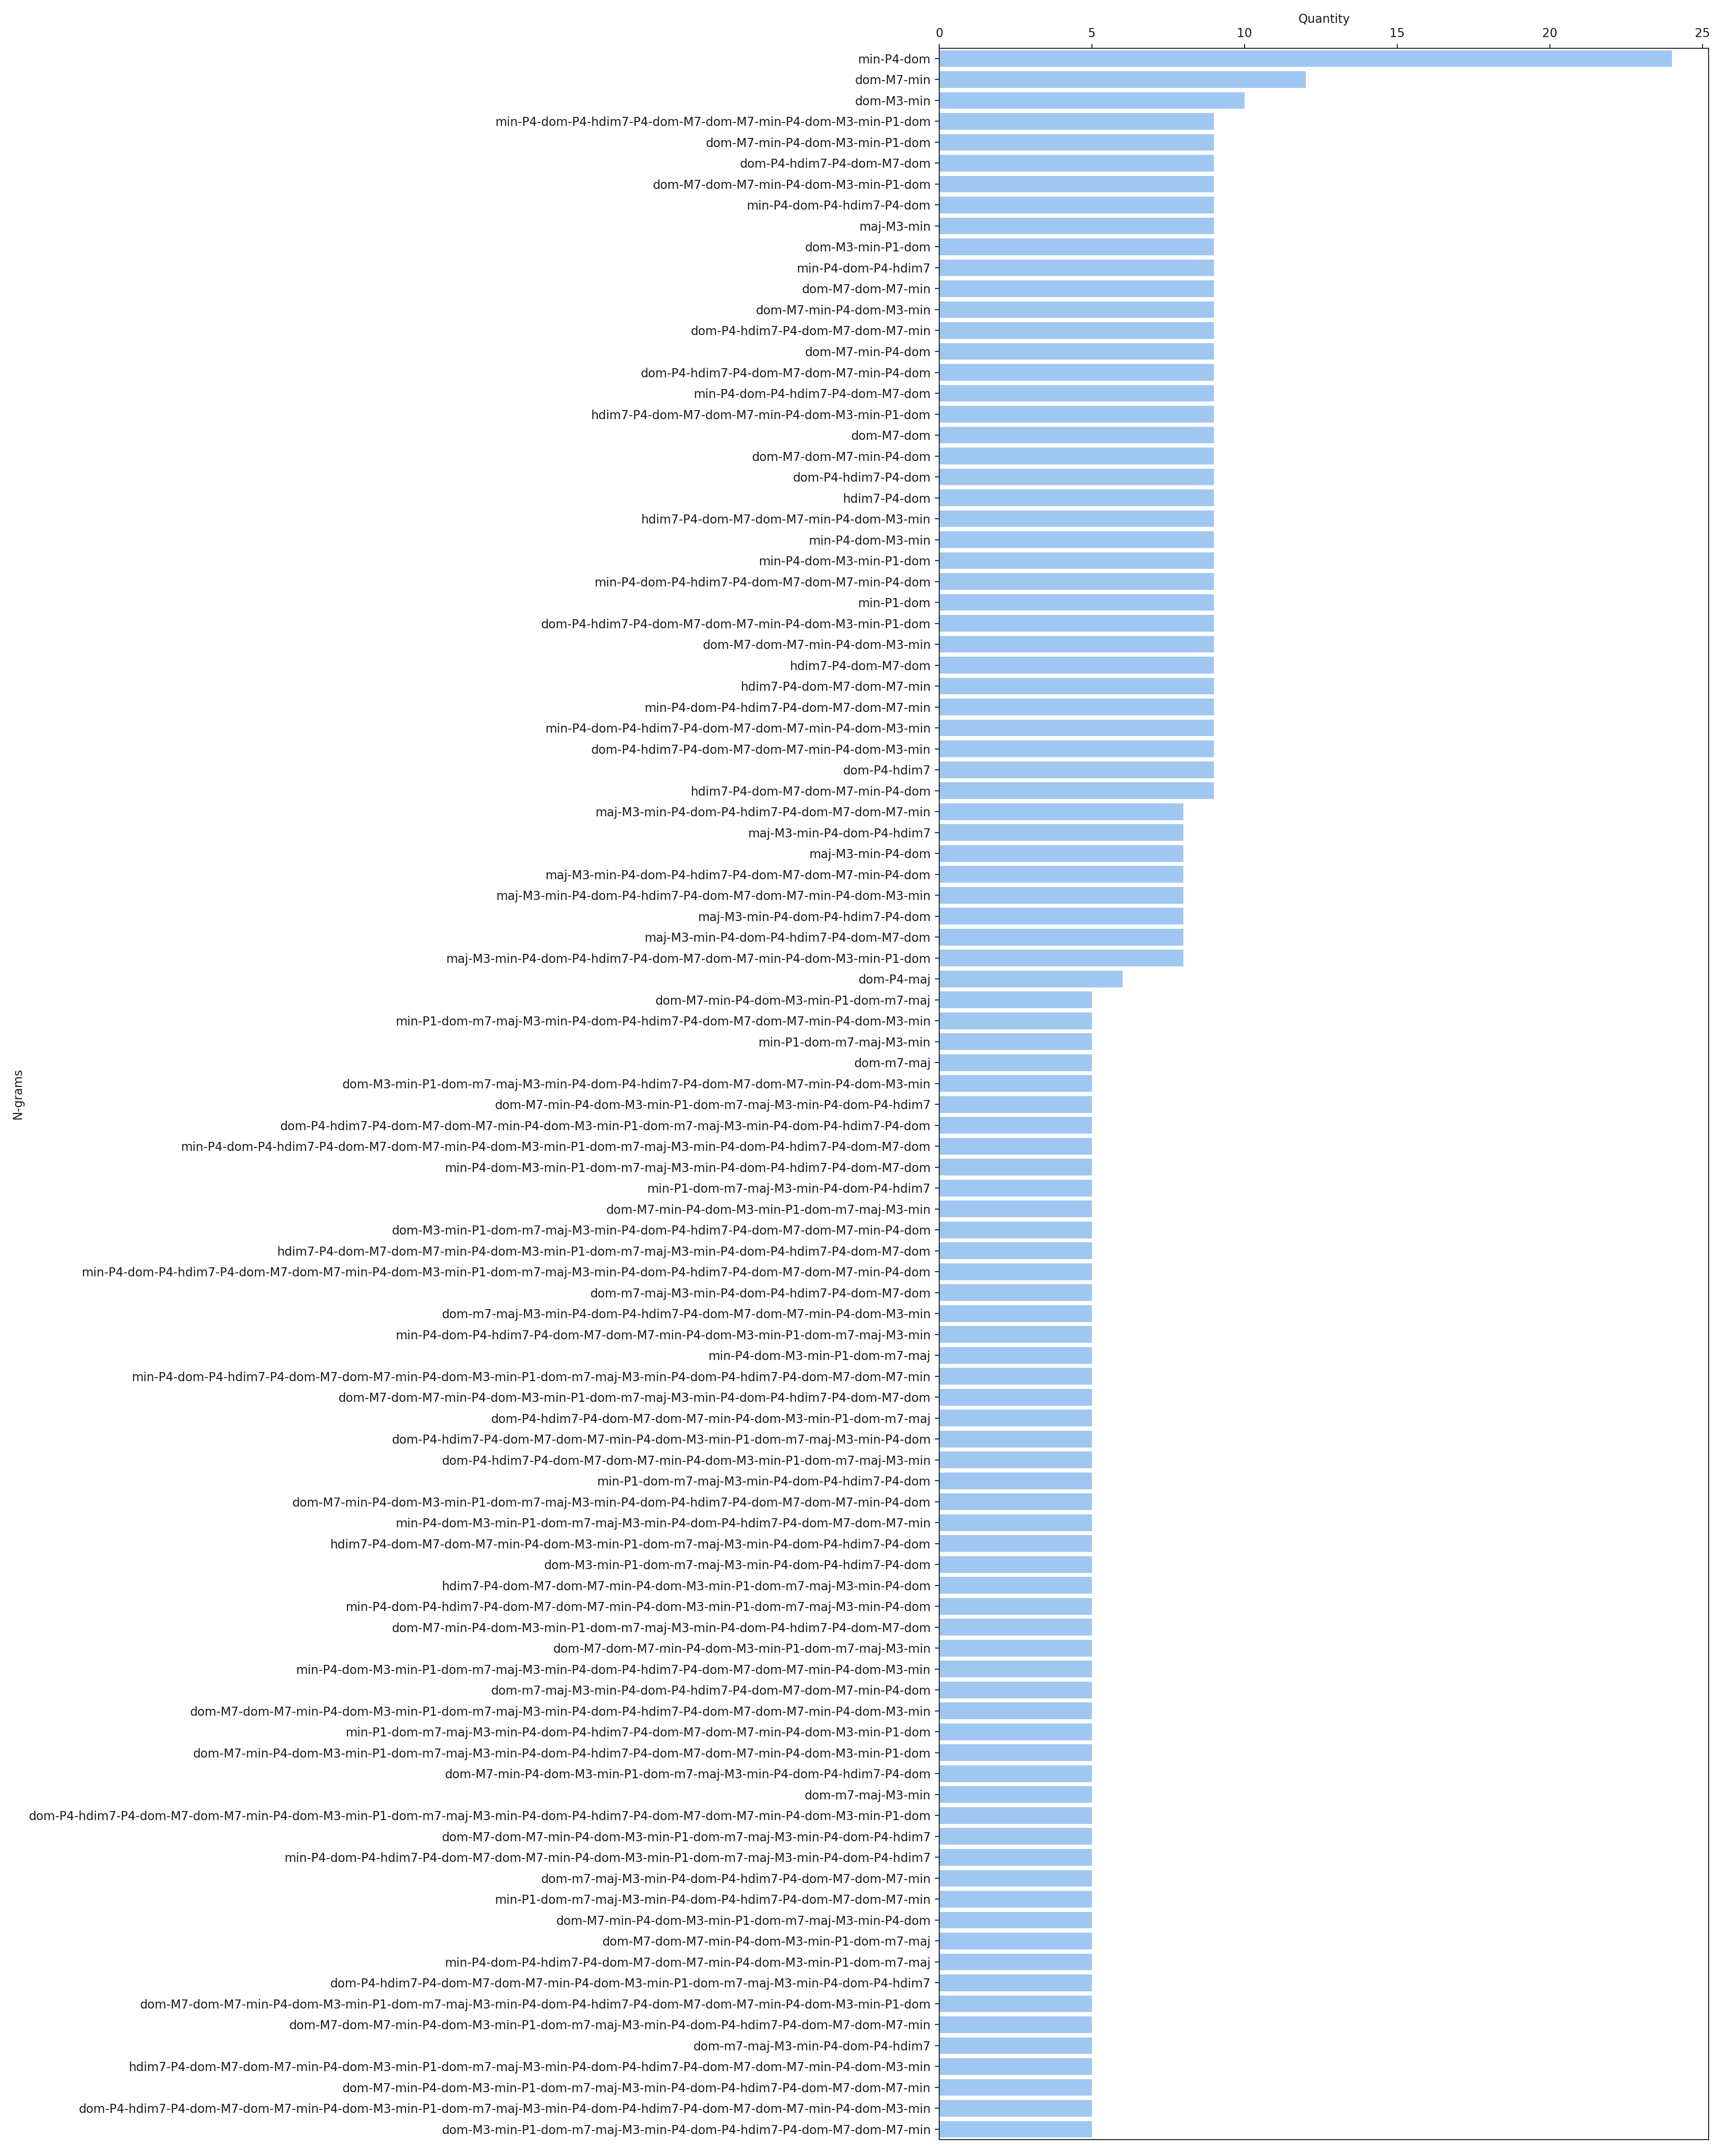 Quantity
0 5 10 15 20 25
min-P4-dom
dom-M7-min
dom-M3-min
min-P4-dom-P4-hdim7-P4-dom-M7-dom-M7-min-P4-dom-M3-min-P1-dom
dom-M7-min-P4-dom-M3-min-P1-dom
dom-P4-hdim7-P4-dom-M7-dom
dom-M7-dom-M7-min-P4-dom-M3-min-P1-dom
min-P4-dom-P4-hdim7-P4-dom
maj-M3-min
dom-M3-min-P1-dom
min-P4-dom-P4-hdim7
dom-M7-dom-M7-min
dom-M7-min-P4-dom-M3-min
dom-P4-hdim7-P4-dom-M7-dom-M7-min
dom-M7-min-P4-dom
dom-P4-hdim7-P4-dom-M7-dom-M7-min-P4-dom
min-P4-dom-P4-hdim7-P4-dom-M7-dom
hdim7-P4-dom-M7-dom-M7-min-P4-dom-M3-min-P1-dom
dom-M7-dom
dom-M7-dom-M7-min-P4-dom
dom-P4-hdim7-P4-dom
hdim7-P4-dom
hdim7-P4-dom-M7-dom-M7-min-P4-dom-M3-min
min-P4-dom-M3-min
min-P4-dom-M3-min-P1-dom
min-P4-dom-P4-hdim7-P4-dom-M7-dom-M7-min-P4-dom
min-P1-dom
dom-P4-hdim7-P4-dom-M7-dom-M7-min-P4-dom-M3-min-P1-dom
dom-M7-dom-M7-min-P4-dom-M3-min
hdim7-P4-dom-M7-dom
hdim7-P4-dom-M7-dom-M7-min
min-P4-dom-P4-hdim7-P4-dom-M7-dom-M7-min
min-P4-dom-P4-hdim7-P4-dom-M7-dom-M7-min-P4-dom-M3-min
dom-P4-hdim7-P4-dom-M7-dom-M7-min-P4-dom-M3-min
dom-P4-hdim7
hdim7-P4-dom-M7-dom-M7-min-P4-dom
maj-M3-min-P4-dom-P4-hdim7-P4-dom-M7-dom-M7-min
maj-M3-min-P4-dom-P4-hdim7
maj-M3-min-P4-dom
maj-M3-min-P4-dom-P4-hdim7-P4-dom-M7-dom-M7-min-P4-dom
maj-M3-min-P4-dom-P4-hdim7-P4-dom-M7-dom-M7-min-P4-dom-M3-min
maj-M3-min-P4-dom-P4-hdim7-P4-dom
maj-M3-min-P4-dom-P4-hdim7-P4-dom-M7-dom
maj-M3-min-P4-dom-P4-hdim7-P4-dom-M7-dom-M7-min-P4-dom-M3-min-P1-dom
dom-P4-maj
dom-M7-min-P4-dom-M3-min-P1-dom-m7-maj
min-P1-dom-m7-maj-M3-min-P4-dom-P4-hdim7-P4-dom-M7-dom-M7-min-P4-dom-M3-min
min-P1-dom-m7-maj-M3-min
dom-m7-maj
dom-M3-min-P1-dom-m7-maj-M3-min-P4-dom-P4-hdim7-P4-dom-M7-dom-M7-min-P4-dom-M3-min
dom-M7-min-P4-dom-M3-min-P1-dom-m7-maj-M3-min-P4-dom-P4-hdim7
dom-P4-hdim7-P4-dom-M7-dom-M7-min-P4-dom-M3-min-P1-dom-m7-maj-M3-min-P4-dom-P4-hdim7-P4-dom
min-P4-dom-P4-hdim7-P4-dom-M7-dom-M7-min-P4-dom-M3-min-P1-dom-m7-maj-M3-min-P4-dom-P4-hdim7-P4-dom-M7-dom
min-P4-dom-M3-min-P1-dom-m7-maj-M3-min-P4-dom-P4-hdim7-P4-dom-M7-dom
min-P1-dom-m7-maj-M3-min-P4-dom-P4-hdim7
dom-M7-min-P4-dom-M3-min-P1-dom-m7-maj-M3-min
dom-M3-min-P1-dom-m7-maj-M3-min-P4-dom-P4-hdim7-P4-dom-M7-dom-M7-min-P4-dom
hdim7-P4-dom-M7-dom-M7-min-P4-dom-M3-min-P1-dom-m7-maj-M3-min-P4-dom-P4-hdim7-P4-dom-M7-dom
min-P4-dom-P4-hdim7-P4-dom-M7-dom-M7-min-P4-dom-M3-min-P1-dom-m7-maj-M3-min-P4-dom-P4-hdim7-P4-dom-M7-dom-M7-min-P4-dom
dom-m7-maj-M3-min-P4-dom-P4-hdim7-P4-dom-M7-dom
dom-m7-maj-M3-min-P4-dom-P4-hdim7-P4-dom-M7-dom-M7-min-P4-dom-M3-min
min-P4-dom-P4-hdim7-P4-dom-M7-dom-M7-min-P4-dom-M3-min-P1-dom-m7-maj-M3-min
min-P4-dom-M3-min-P1-dom-m7-maj
min-P4-dom-P4-hdim7-P4-dom-M7-dom-M7-min-P4-dom-M3-min-P1-dom-m7-maj-M3-min-P4-dom-P4-hdim7-P4-dom-M7-dom-M7-min
dom-M7-dom-M7-min-P4-dom-M3-min-P1-dom-m7-maj-M3-min-P4-dom-P4-hdim7-P4-dom-M7-dom
dom-P4-hdim7-P4-dom-M7-dom-M7-min-P4-dom-M3-min-P1-dom-m7-maj
dom-P4-hdim7-P4-dom-M7-dom-M7-min-P4-dom-M3-min-P1-dom-m7-maj-M3-min-P4-dom
dom-P4-hdim7-P4-dom-M7-dom-M7-min-P4-dom-M3-min-P1-dom-m7-maj-M3-min
min-P1-dom-m7-maj-M3-min-P4-dom-P4-hdim7-P4-dom
dom-M7-min-P4-dom-M3-min-P1-dom-m7-maj-M3-min-P4-dom-P4-hdim7-P4-dom-M7-dom-M7-min-P4-dom
min-P4-dom-M3-min-P1-dom-m7-maj-M3-min-P4-dom-P4-hdim7-P4-dom-M7-dom-M7-min
hdim7-P4-dom-M7-dom-M7-min-P4-dom-M3-min-P1-dom-m7-maj-M3-min-P4-dom-P4-hdim7-P4-dom
dom-M3-min-P1-dom-m7-maj-M3-min-P4-dom-P4-hdim7-P4-dom
hdim7-P4-dom-M7-dom-M7-min-P4-dom-M3-min-P1-dom-m7-maj-M3-min-P4-dom
min-P4-dom-P4-hdim7-P4-dom-M7-dom-M7-min-P4-dom-M3-min-P1-dom-m7-maj-M3-min-P4-dom
dom-M7-min-P4-dom-M3-min-P1-dom-m7-maj-M3-min-P4-dom-P4-hdim7-P4-dom-M7-dom
dom-M7-dom-M7-min-P4-dom-M3-min-P1-dom-m7-maj-M3-min
min-P4-dom-M3-min-P1-dom-m7-maj-M3-min-P4-dom-P4-hdim7-P4-dom-M7-dom-M7-min-P4-dom-M3-min
dom-m7-maj-M3-min-P4-dom-P4-hdim7-P4-dom-M7-dom-M7-min-P4-dom
dom-M7-dom-M7-min-P4-dom-M3-min-P1-dom-m7-maj-M3-min-P4-dom-P4-hdim7-P4-dom-M7-dom-M7-min-P4-dom-M3-min
min-P1-dom-m7-maj-M3-min-P4-dom-P4-hdim7-P4-dom-M7-dom-M7-min-P4-dom-M3-min-P1-dom
dom-M7-min-P4-dom-M3-min-P1-dom-m7-maj-M3-min-P4-dom-P4-hdim7-P4-dom-M7-dom-M7-min-P4-dom-M3-min-P1-dom
dom-M7-min-P4-dom-M3-min-P1-dom-m7-maj-M3-min-P4-dom-P4-hdim7-P4-dom
dom-m7-maj-M3-min
dom-P4-hdim7-P4-dom-M7-dom-M7-min-P4-dom-M3-min-P1-dom-m7-maj-M3-min-P4-dom-P4-hdim7-P4-dom-M7-dom-M7-min-P4-dom-M3-min-P1-dom
dom-M7-dom-M7-min-P4-dom-M3-min-P1-dom-m7-maj-M3-min-P4-dom-P4-hdim7
min-P4-dom-P4-hdim7-P4-dom-M7-dom-M7-min-P4-dom-M3-min-P1-dom-m7-maj-M3-min-P4-dom-P4-hdim7
dom-m7-maj-M3-min-P4-dom-P4-hdim7-P4-dom-M7-dom-M7-min
min-P1-dom-m7-maj-M3-min-P4-dom-P4-hdim7-P4-dom-M7-dom-M7-min
dom-M7-min-P4-dom-M3-min-P1-dom-m7-maj-M3-min-P4-dom
dom-M7-dom-M7-min-P4-dom-M3-min-P1-dom-m7-maj
min-P4-dom-P4-hdim7-P4-dom-M7-dom-M7-min-P4-dom-M3-min-P1-dom-m7-maj
dom-P4-hdim7-P4-dom-M7-dom-M7-min-P4-dom-M3-min-P1-dom-m7-maj-M3-min-P4-dom-P4-hdim7
dom-M7-dom-M7-min-P4-dom-M3-min-P1-dom-m7-maj-M3-min-P4-dom-P4-hdim7-P4-dom-M7-dom-M7-min-P4-dom-M3-min-P1-dom
dom-M7-dom-M7-min-P4-dom-M3-min-P1-dom-m7-maj-M3-min-P4-dom-P4-hdim7-P4-dom-M7-dom-M7-min
dom-m7-maj-M3-min-P4-dom-P4-hdim7
hdim7-P4-dom-M7-dom-M7-min-P4-dom-M3-min-P1-dom-m7-maj-M3-min-P4-dom-P4-hdim7-P4-dom-M7-dom-M7-min-P4-dom-M3-min
dom-M7-min-P4-dom-M3-min-P1-dom-m7-maj-M3-min-P4-dom-P4-hdim7-P4-dom-M7-dom-M7-min
dom-P4-hdim7-P4-dom-M7-dom-M7-min-P4-dom-M3-min-P1-dom-m7-maj-M3-min-P4-dom-P4-hdim7-P4-dom-M7-dom-M7-min-P4-dom-M3-min
dom-M3-min-P1-dom-m7-maj-M3-min-P4-dom-P4-hdim7-P4-dom-M7-dom-M7-min
N-grams